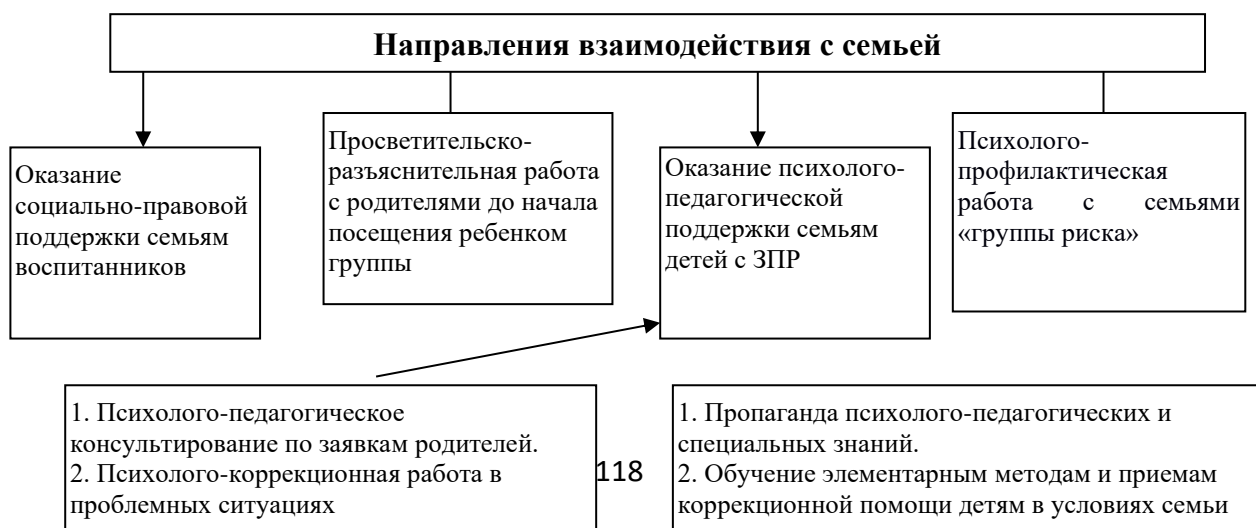 Направления взаимодействия с семьей
Оказание
социально-правовой
поддержки семьям
воспитанников
Просветительско-
разъяснительная работа
с родителями до начала
посещения ребенком
группы
Оказание психолого-
педагогической
поддержки семьям
детей с ЗПР
Психолого-
профилактическая
работа с семьями
«группы риска»
1. Психолого-педагогическое
консультирование по заявкам родителей.
2. Психолого-коррекционная работа в
проблемных ситуациях
118
1. Пропаганда психолого-педагогических и
специальных знаний.
2. Обучение элементарным методам и приемам
коррекционной помощи детям в условиях семьи